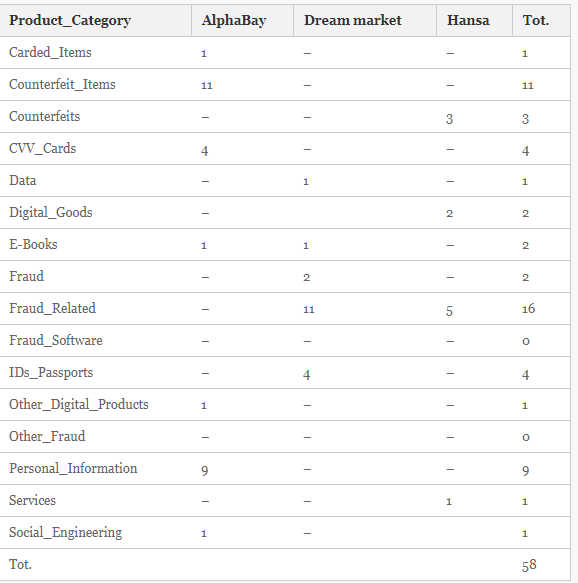 Product_Category AlphaBay Dream market Hansa Tot.
Carded_Items 1 – – 1
Counterfeit_Items 11 – – 11
Counterfeits – – 3 3
CVV_Cards 4 – – 4
Data – 1 – 1
Digital_Goods – 2 2
E-Books 1 1 – 2
Fraud – 2 – 2
Fraud_Related – 11 5 16
Fraud_Software – – – 0
IDs_Passports – 4 – 4
Other_Digital_Products 1 – – 1
Other_Fraud – – – 0
Personal_Information 9 – – 9
Services – – 1 1
Social_Engineering 1 – 1
Tot. 58